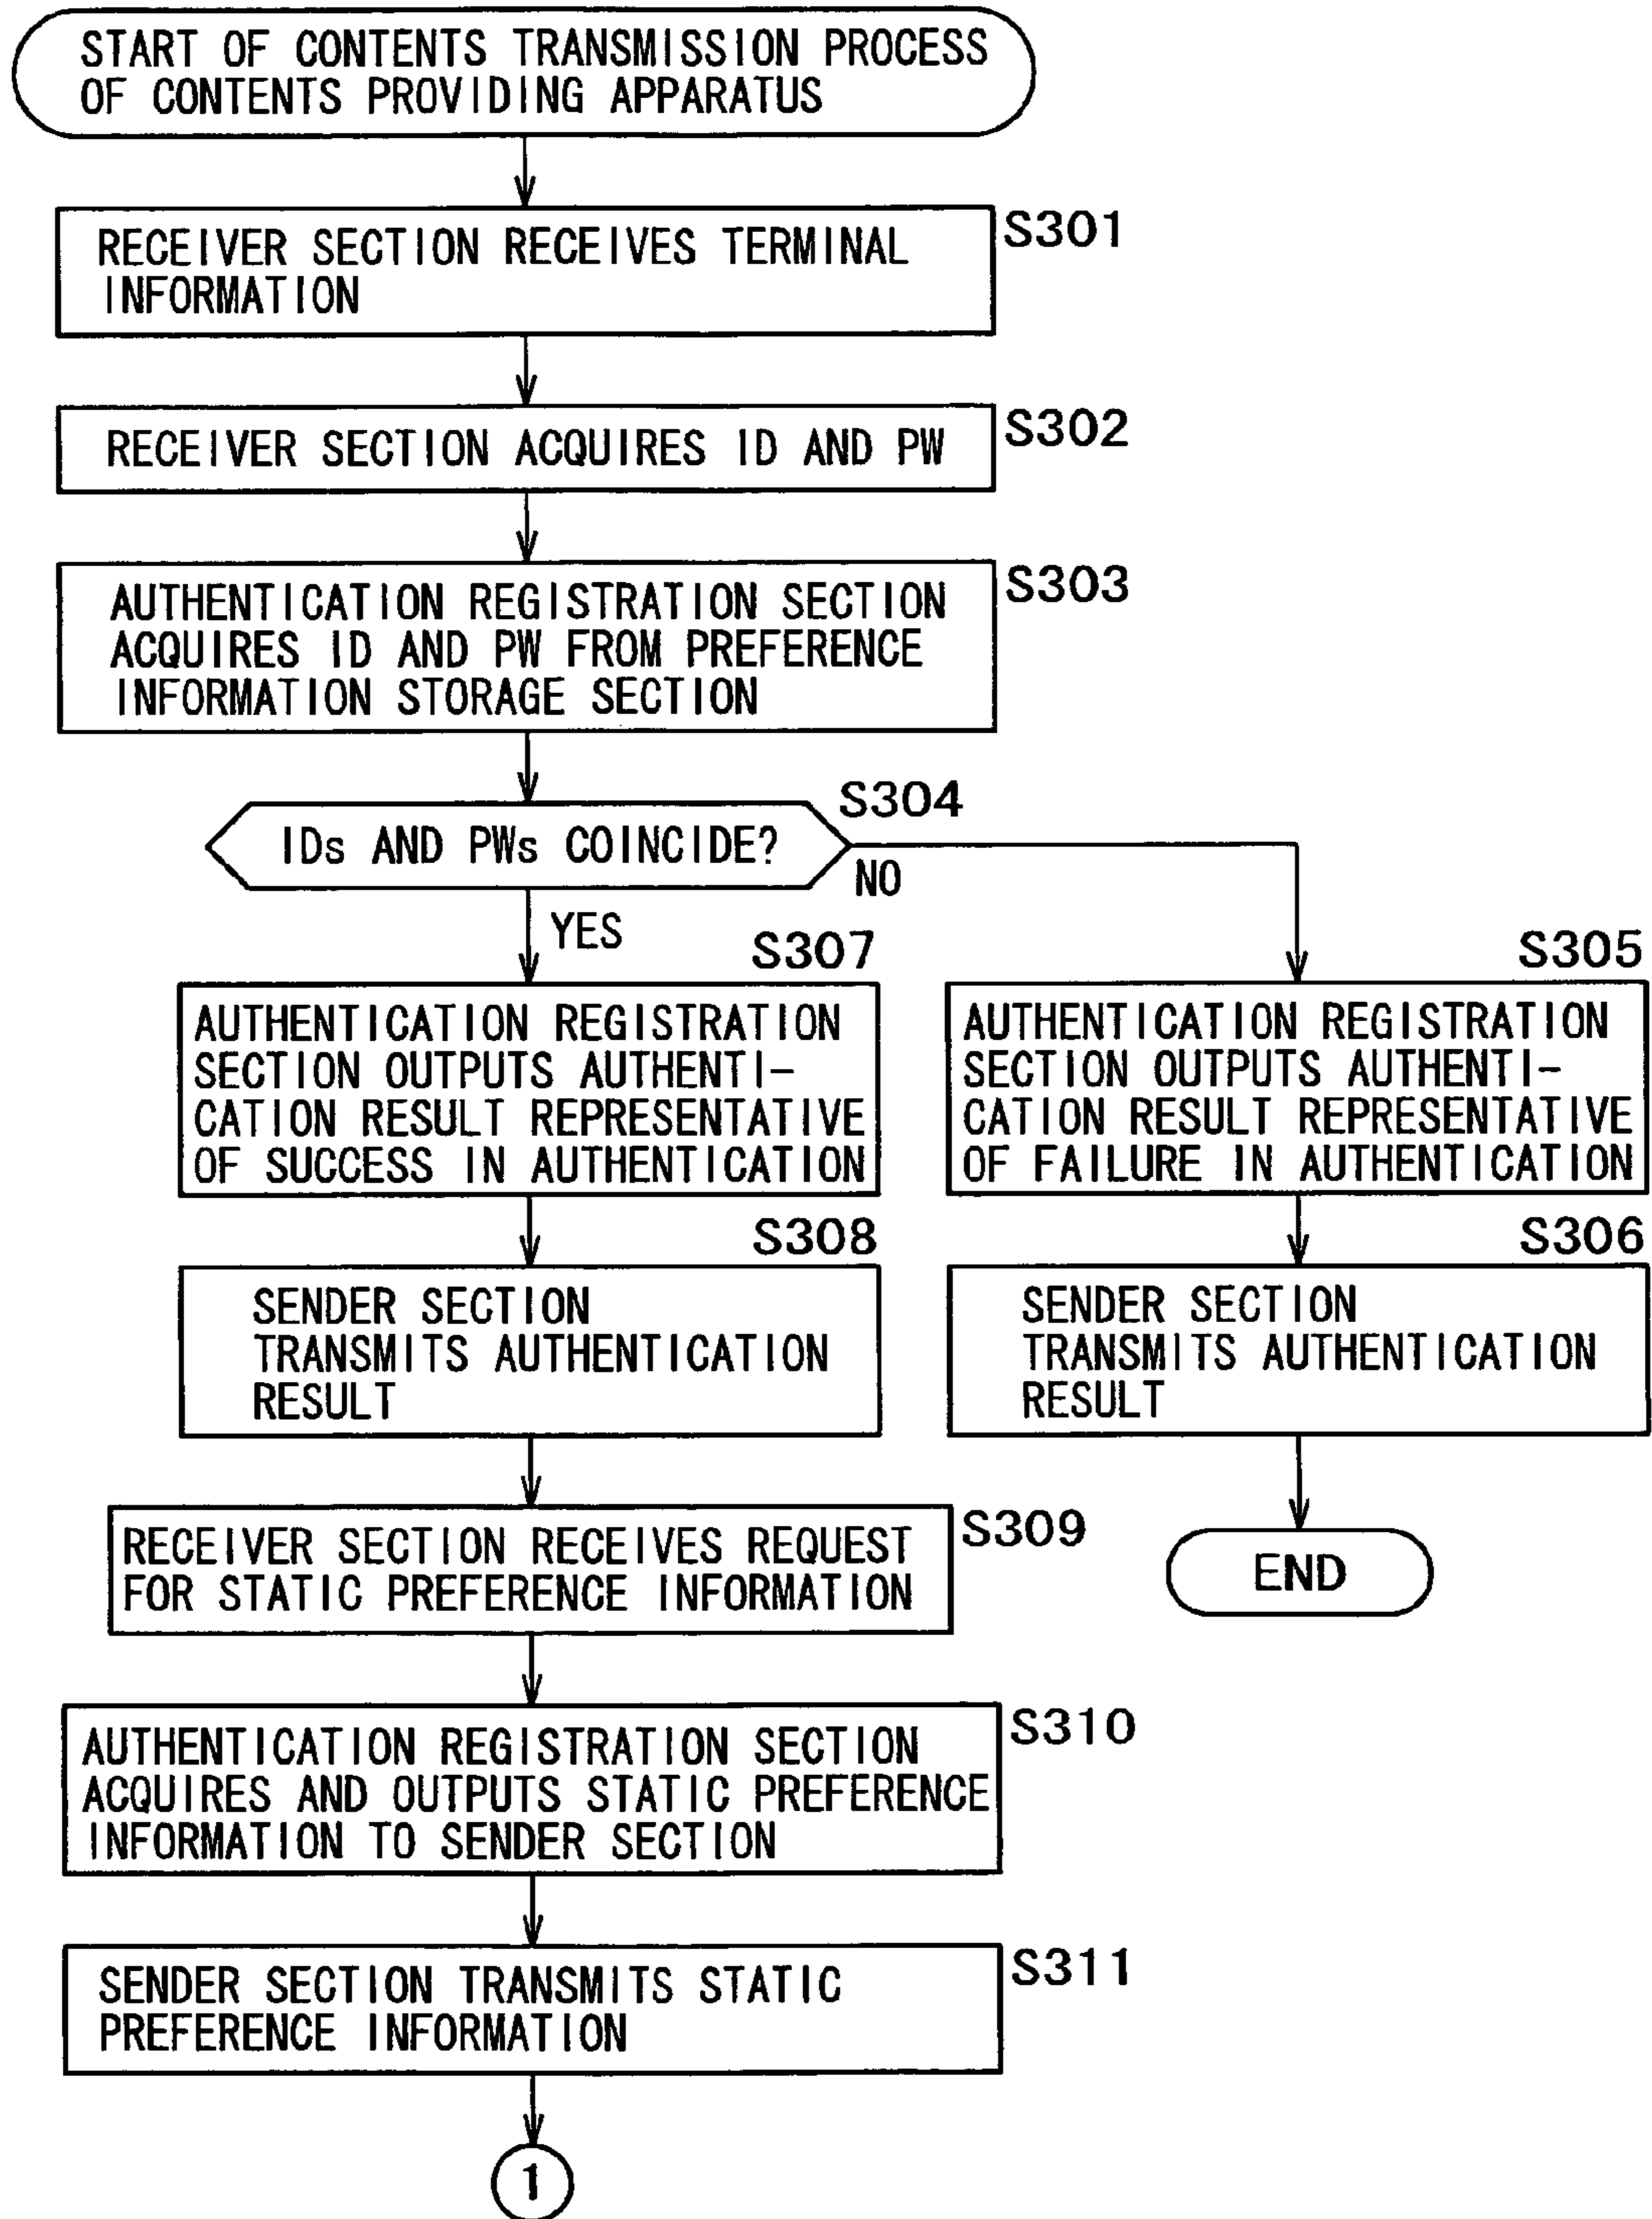 START OF CONTENTS TRANSMISSION PROCESS
OF CONTENTS PROVIDING APPARATUS
S301
RECEIVER SECTION RECEIVES TERMINAL
INFORMATION
S302
RECEIVER SECTION ACQUIRES ID AND PW
S303
AUTHENTICATION REGISTRATION SECTION
ACQUIRES ID AND PW FROM PREFERENCE
INFORMATION STORAGE SECTION
S304
IDs AND PWs COINCIDE?
NO
YES
S307
AUTHENTICATION REGISTRATION
SECTION OUTPUTS AUTHENTI-
CATION RESULT REPRESENTATIVE
OF SUCCESS IN AUTHENTICATION
S305
AUTHENTICATION REGISTRATION
SECTION OUTPUTS AUTHENTI-
CATION RESULT REPRESENTATIVE
OF FAILURE IN AUTHENTICATION
S308
SENDER SECTION
TRANSMITS AUTHENTICATION
RESULT
S306
SENDER SECTION
TRANSMITS AUTHENTICATION
RESULT
S309
RECEIVER SECTION RECEIVES REQUEST
FOR STATIC PREFERENCE INFORMATION
END
S310
AUTHENTICATION REGISTRATION SECTION
ACQUIRES AND OUTPUTS STATIC PREFERENCE
INFORMATION TO SENDER SECTION
S311
SENDER SECTION TRANSMITS STATIC
PREFERENCE INFORMATION
1